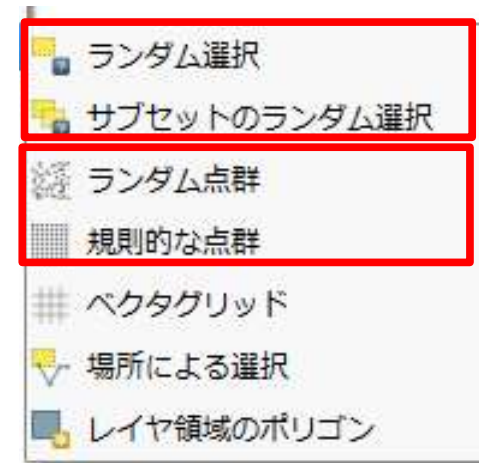 ランダム選択
サブセットのランダム選択
ランダム点群
規則的な点群
ベクタグリッド
場所による選択
レイヤ領域のポリゴン